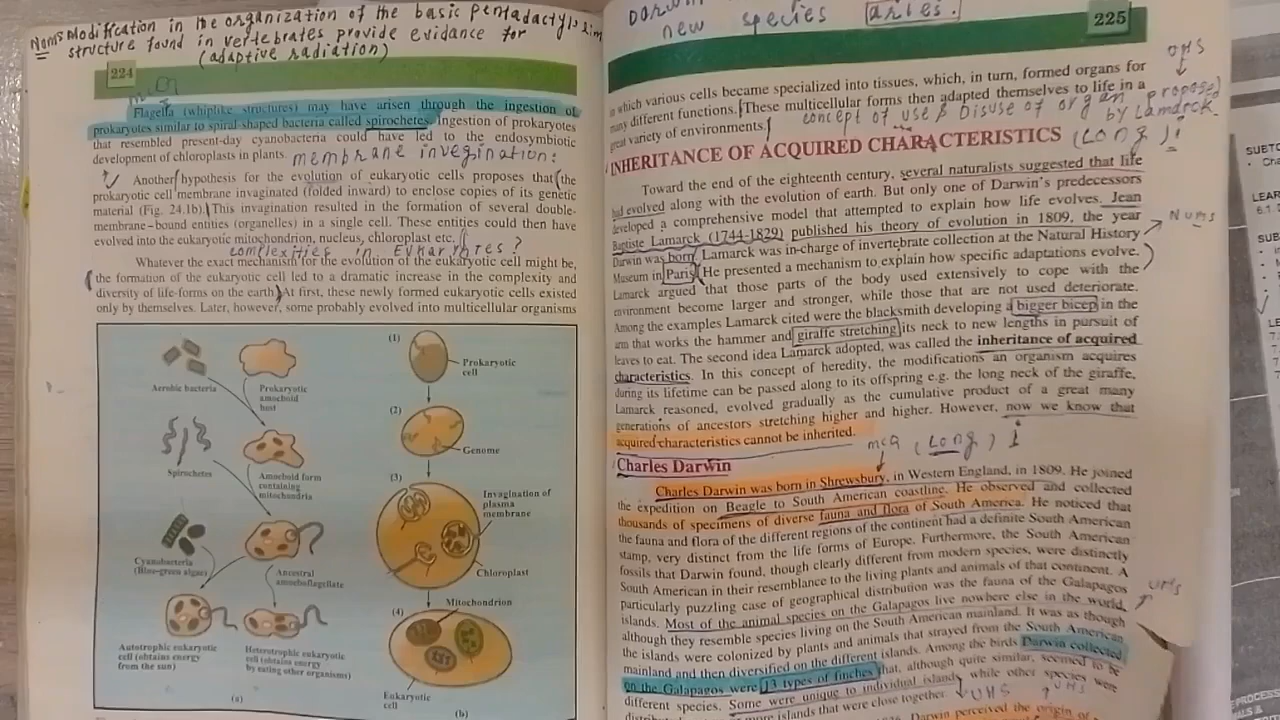 Noms Modification in the organization of the basic pentadactyl lim
structure found in vertebrates provide evidence for
(adaptive radiation)
224
mcq
Flagella (whiplike structures) may have arisen through the ingestion of
prokaryotes similar to spiral-shaped bacteria called spirochetes. Ingestion of prokaryotes
that resembled present-day cyanobacteria could have led to the endosymbiotic
development of chloroplasts in plants. membrane invegination:
Another hypothesis for the evolution of eukaryotic cells proposes that the
prokaryotic cell membrane invaginated (folded inward) to enclose copies of its genetic
material (Fig. 24.1b). This invagination resulted in the formation of several double-
membrane-bound entities (organelles) in a single cell. These entities could then have
evolved into the eukaryotic mitochondrion, nucleus, chloroplast etc.
complexities in Eukarytes?
Whatever the exact mechanism for the evolution of the eukaryotic cell might be,
the formation of the eukaryotic cell led to a dramatic increase in the complexity and
diversity of life-forms on the earth. At first, these newly formed eukaryotic cells existed
only by themselves. Later, however, some probably evolved into multicellular organisms
Aerobic bacteria
Prokaryotic
amoeboid
host
Spirochetes
Amoeboid form
containing
mitochondria
Cyanobacteria
(Blue-green algae)
Ancestral
amoeboflagellate
Autotrophic eukaryotic
cell (obtains energy
from the sun)
Heterotrophic eukaryotic
cell (obtains energy
by eating other organisms)
(a)
(1)
Prokaryotic
cell
(2)
Genome
(3)
Invagination of
plasma
membrane
Chloroplast
(4)
Mitochondrion
Eukaryotic
cell
(b)
Darwin
new species aries.
225
in which various cells became specialized into tissues, which, in turn, formed organs for
many different functions. These multicellular forms then adapted themselves to life in a
great variety of environments. concept of use & Disuse of organ proposed
by Lamarck.
INHERITANCE OF ACQUIRED CHARACTERISTICS (Long)
Toward the end of the eighteenth century, several naturalists suggested that life
had evolved along with the evolution of earth. But only one of Darwin's predecessors
developed a comprehensive model that attempted to explain how life evolves. Jean
Baptiste Lamarck (1744-1829) published his theory of evolution in 1809, the year
Nums
Darwin was born. Lamarck was in-charge of invertebrate collection at the Natural History
Museum in Paris. He presented a mechanism to explain how specific adaptations evolve.
Lamarck argued that those parts of the body used extensively to cope with the
environment become larger and stronger, while those that are not used deteriorate.
Among the examples Lamarck cited were the blacksmith developing a bigger bicep in the
arm that works the hammer and giraffe stretching its neck to new lengths in pursuit of
leaves to eat. The second idea Lamarck adopted, was called the inheritance of acquired
characteristics. In this concept of heredity, the modifications an organism acquires
during its lifetime can be passed along to its offspring e.g. the long neck of the giraffe,
Lamarck reasoned, evolved gradually as the cumulative product of a great many
generations of ancestors stretching higher and higher. However, now we know that
acquired characteristics cannot be inherited.
mcq (Long)
Charles Darwin
Charles Darwin was born in Shrewsbury, in Western England, in 1809. He joined
the expedition on Beagle to South American coastline. He observed and collected
thousands of specimens of diverse fauna and flora of South America. He noticed that
the fauna and flora of the different regions of the continent had a definite South American
stamp, very distinct from the life forms of Europe. Furthermore, the South American
fossils that Darwin found, though clearly different from modern species, were distinctly
South American in their resemblance to the living plants and animals of that continent. A
particularly puzzling case of geographical distribution was the fauna of the Galapagos
islands. Most of the animal species on the Galapagos live nowhere else in the world,
although they resemble species living on the South American mainland. It was as though
the islands were colonized by plants and animals that strayed from the South American
mainland and then diversified on the different islands. Among the birds Darwin collected
on the Galapagos were 13 types of finches that, although quite similar, seemed to be
different species. Some were unique to individual islands while other species were
more islands that were close together.
Darwin perceived the origin of